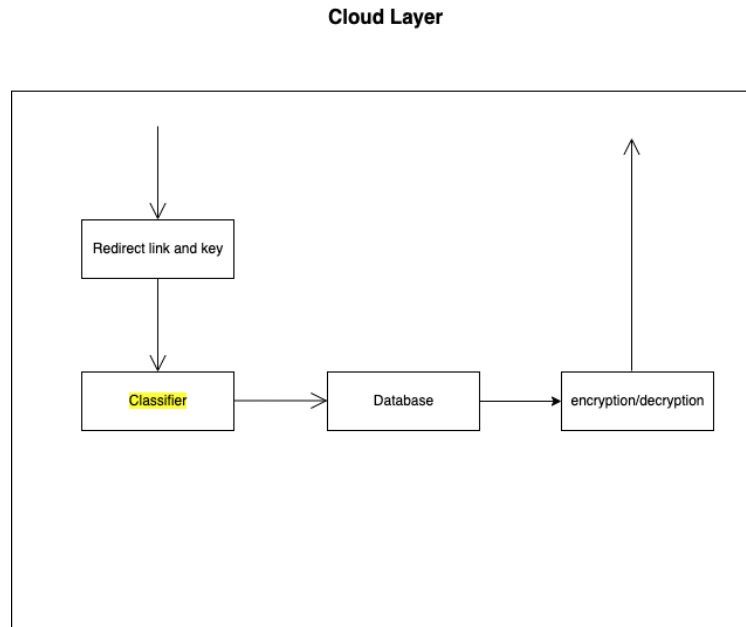 Cloud Layer
Redirect link and key
Classifier
Database
encryption/decryption